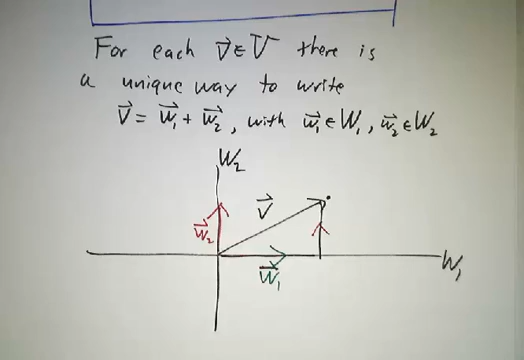 For each v⃗ ∈ V there is
a unique way to write
v⃗ = w⃗₁ + w⃗₂, with w⃗₁ ∈ W₁, w⃗₂ ∈ W₂
W₂
v⃗
w⃗₂
W₁
w⃗₁